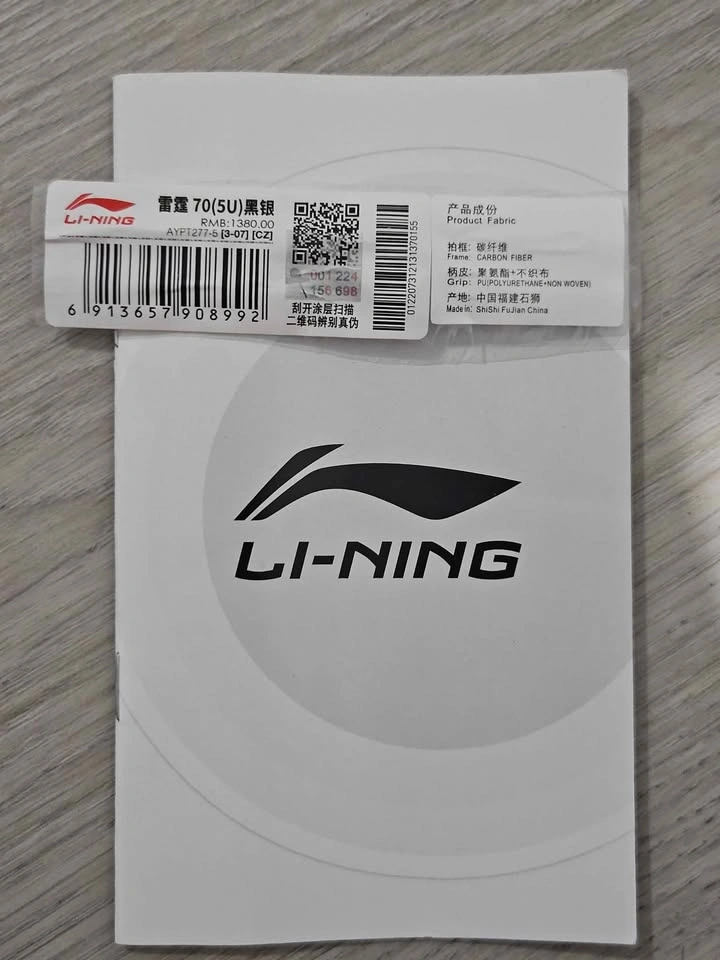 LI-NING
雷霆 70(5U)黑银
RMB:1380.00
AYPT277-5 [3-07] [CZ]
6 913657 908992
001 224
156 698
刮开涂层扫描
二维码辨别真伪
012207312131370155
产品成份
Product Fabric
拍框: 碳纤维
Frame: CARBON FIBER
柄皮: 聚氨酯+不织布
Grip: PU(POLYURETHANE+NON WOVEN)
产地: 中国福建石狮
Made in: ShiShi FuJian China
LI-NING